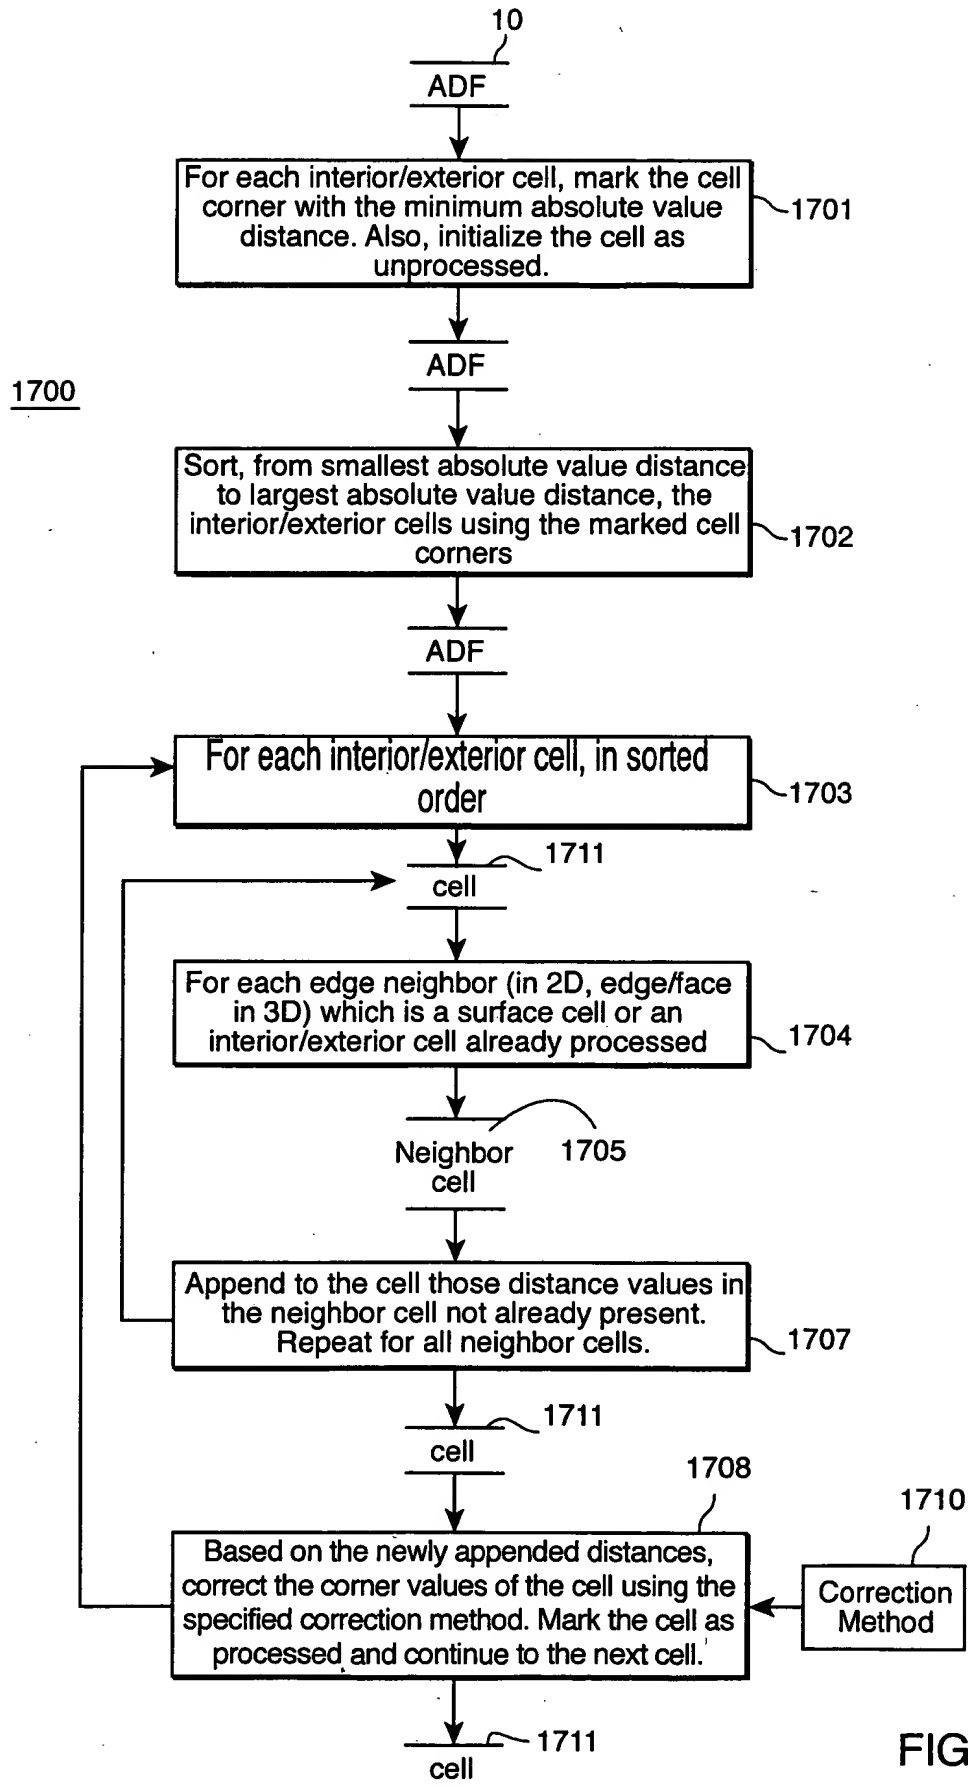 10
ADF
For each interior/exterior cell, mark the cell
corner with the minimum absolute value
distance. Also, initialize the cell as
unprocessed.
1701
ADF
1700
Sort, from smallest absolute value distance
to largest absolute value distance, the
interior/exterior cells using the marked cell
corners
1702
ADF
For each interior/exterior cell, in sorted
order
1703
1711
cell
For each edge neighbor (in 2D, edge/face
in 3D) which is a surface cell or an
interior/exterior cell already processed
1704
Neighbor
cell
1705
Append to the cell those distance values in
the neighbor cell not already present.
Repeat for all neighbor cells.
1707
1711
cell
1708
1710
Based on the newly appended distances,
correct the corner values of the cell using the
specified correction method. Mark the cell as
processed and continue to the next cell.
Correction
Method
1711
cell
FIG